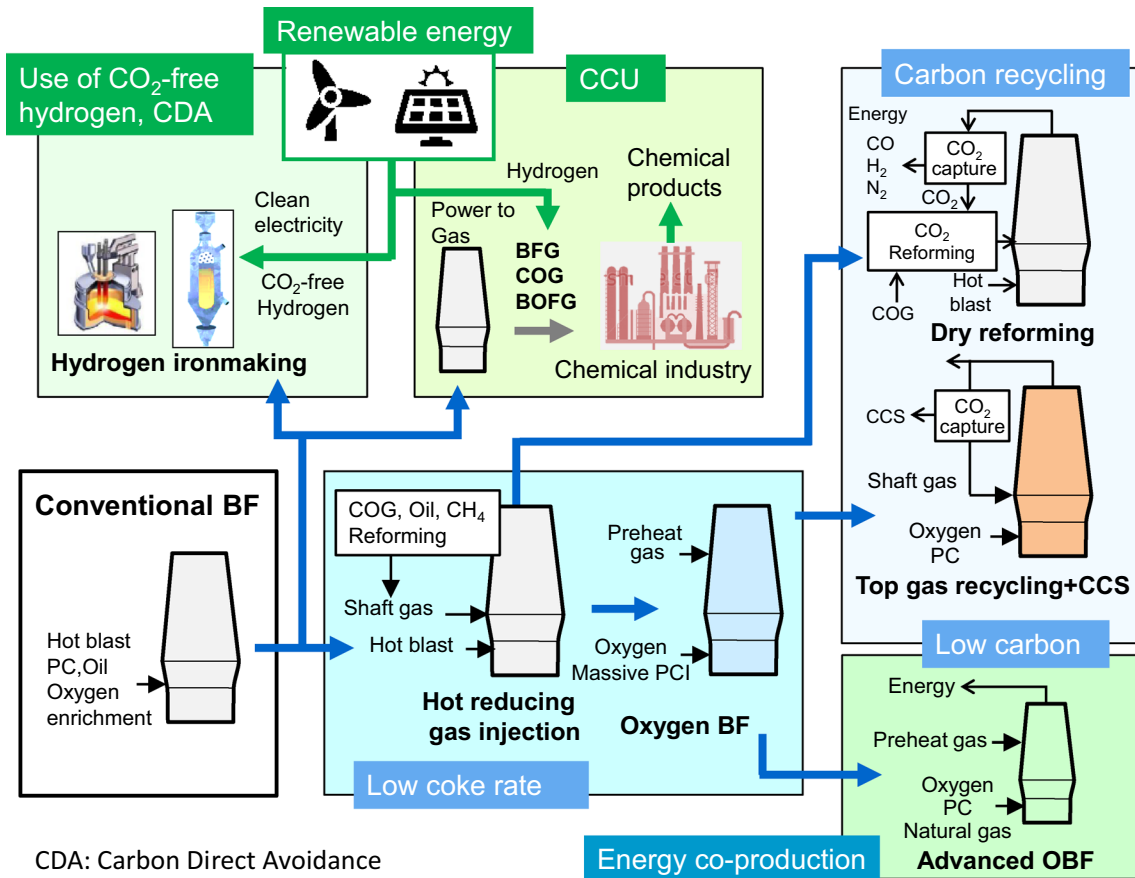 Renewable energy
Use of CO₂-free
hydrogen, CDA
CCU
Clean
electricity
CO₂-free
Hydrogen
Hydrogen ironmaking
Hydrogen
Power to
Gas
BFG
COG
BOFG
Chemical
products
Chemical industry
Carbon recycling
Energy
CO
H₂
N₂
CO₂
capture
CO₂
CO₂
Reforming
COG
Hot
blast
Dry reforming
CCS
CO₂
capture
Shaft gas
Oxygen
PC
Top gas recycling+CCS
Conventional BF
Hot blast
PC,Oil
Oxygen
enrichment
COG, Oil, CH₄
Reforming
Shaft gas
Hot blast
Hot reducing
gas injection
Preheat
gas
Oxygen
Massive PCI
Oxygen BF
Low coke rate
Low carbon
Energy
Preheat gas
Oxygen
PC
Natural gas
Advanced OBF
Energy co-production
CDA: Carbon Direct Avoidance